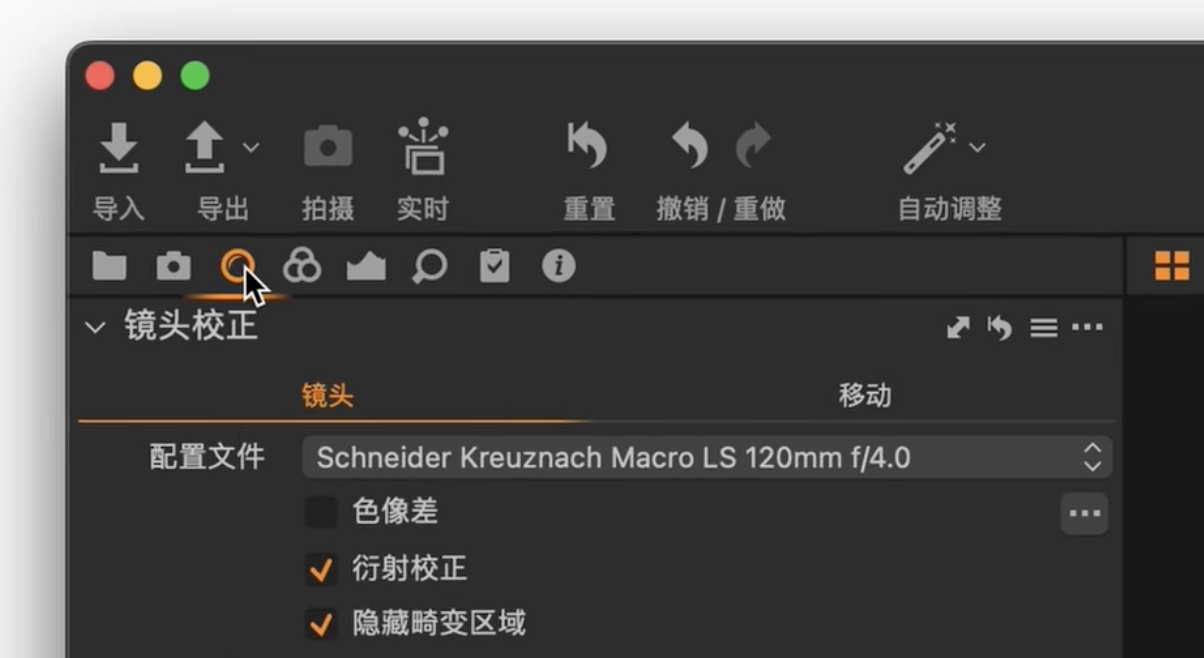 导入 导出 拍摄 实时 重置 撤销 / 重做 自动调整
镜头校正
镜头 移动
配置文件 Schneider Kreuznach Macro LS 120mm f/4.0
色像差
衍射校正
隐藏畸变区域